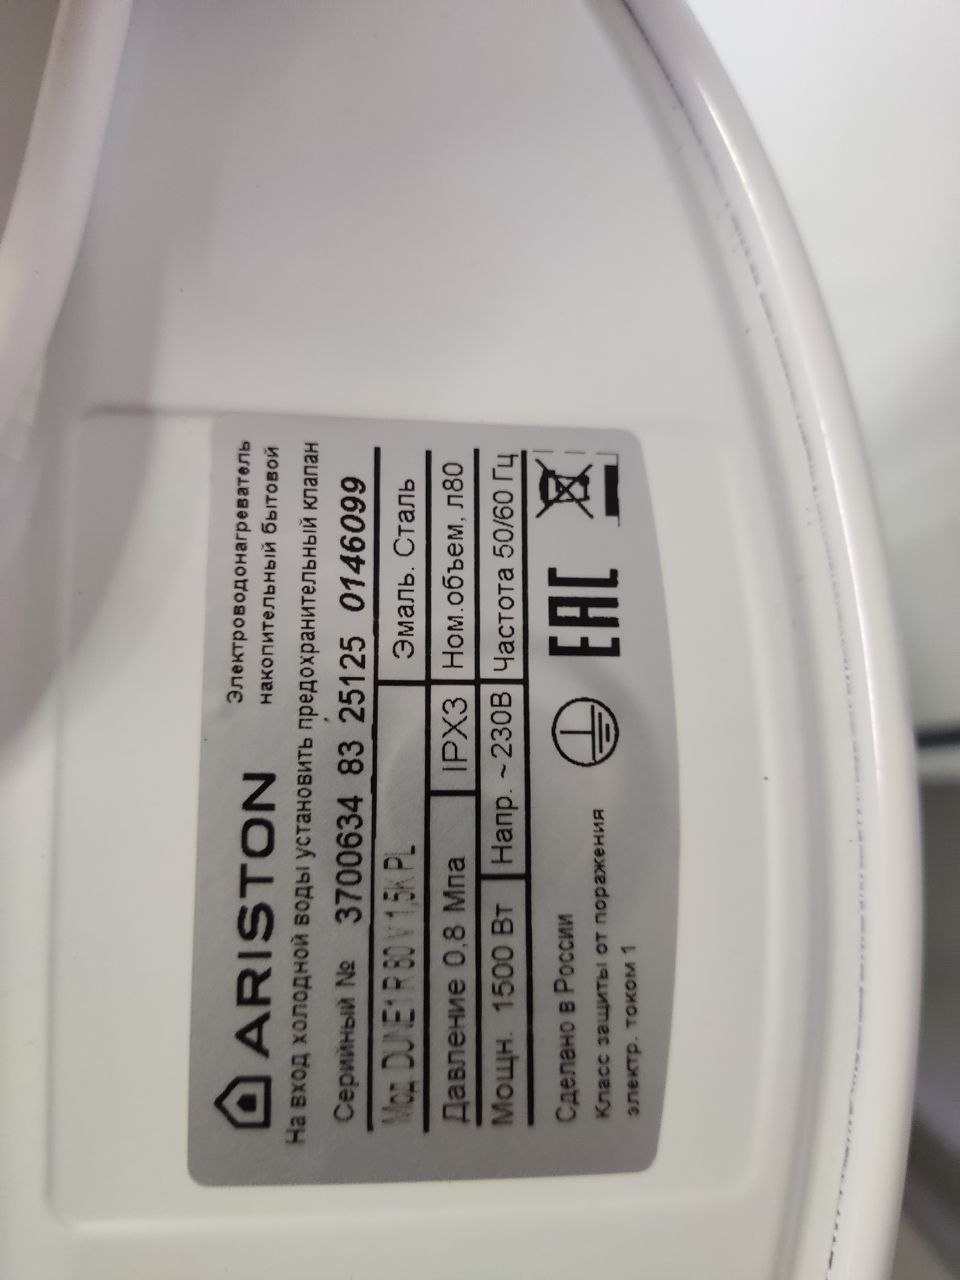 ARISTON
Электроводонагреватель
накопительный бытовой
На вход холодной воды установить предохранительный клапан
Серийный № 3700634 83 25125 0146099
Мод. DUNE1 R 80 V 1,5K PL Эмаль. Сталь
Давление 0,8 Мпа IPX3 Ном.объем, л80
Мощн. 1500 Вт Напр. ~230В Частота 50/60 Гц
Сделано в России
EAC
Класс защиты от поражения
электр. током 1